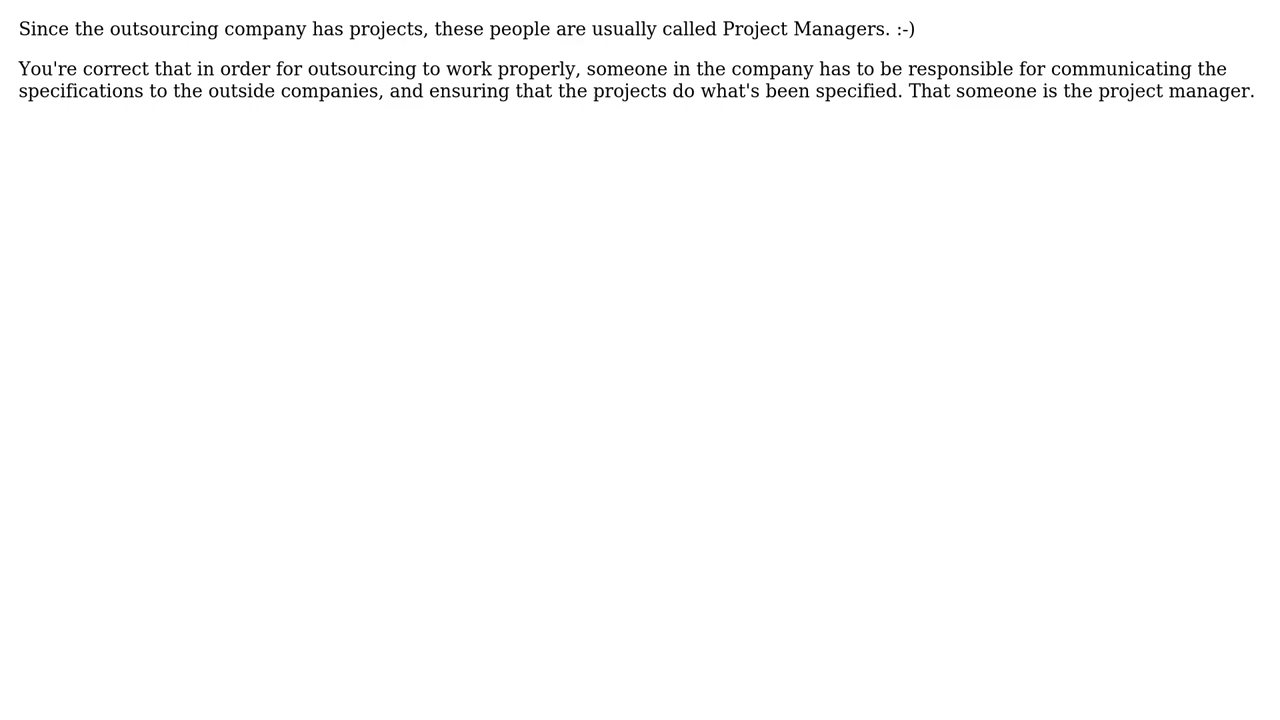 Since the outsourcing company has projects, these people are usually called Project Managers. :-)
You're correct that in order for outsourcing to work properly, someone in the company has to be responsible for communicating the
specifications to the outside companies, and ensuring that the projects do what's been specified. That someone is the project manager.